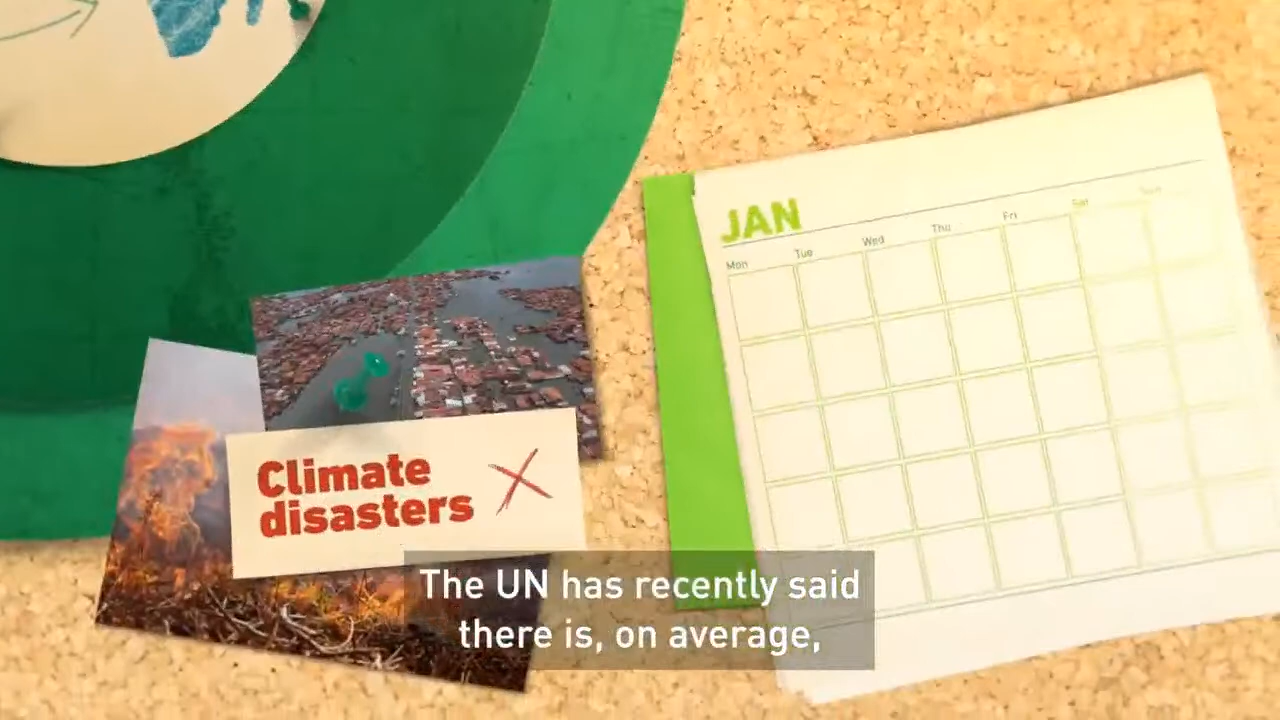 JAN
Mon Tue Wed Thu Fri Sat
Climate
disasters
The UN has recently said
there is, on average,